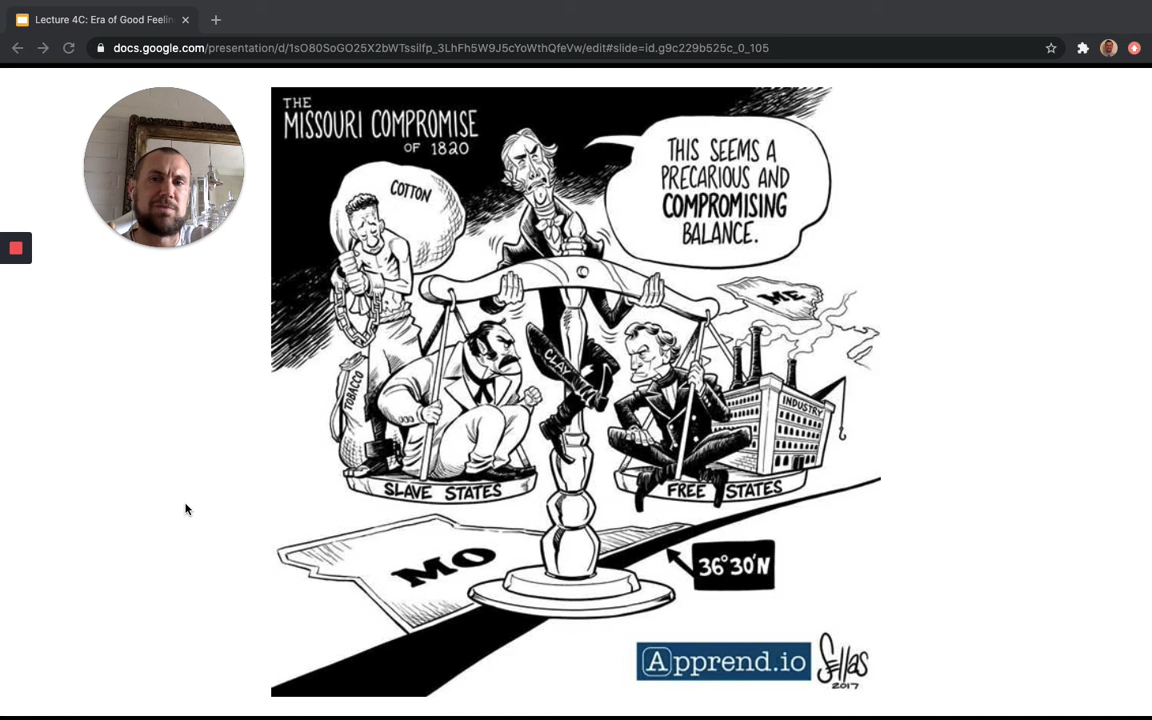 Lecture 4C: Era of Good Feelin
docs.google.com/presentation/d/1sO80SoGO25X2bWTssilfp_3LhFh5W9J5cYoWthQfeVw/edit#slide=id.g9c229b525c_0_105
THE
MISSOURI COMPROMISE
OF 1820
THIS SEEMS A
PRECARIOUS AND
COMPROMISING
BALANCE.
COTTON
ME
CLAY
TOBACCO
INDUSTRY
SLAVE STATES
FREE STATES
MO
36°30'N
Apprend.io
Sellas
2017